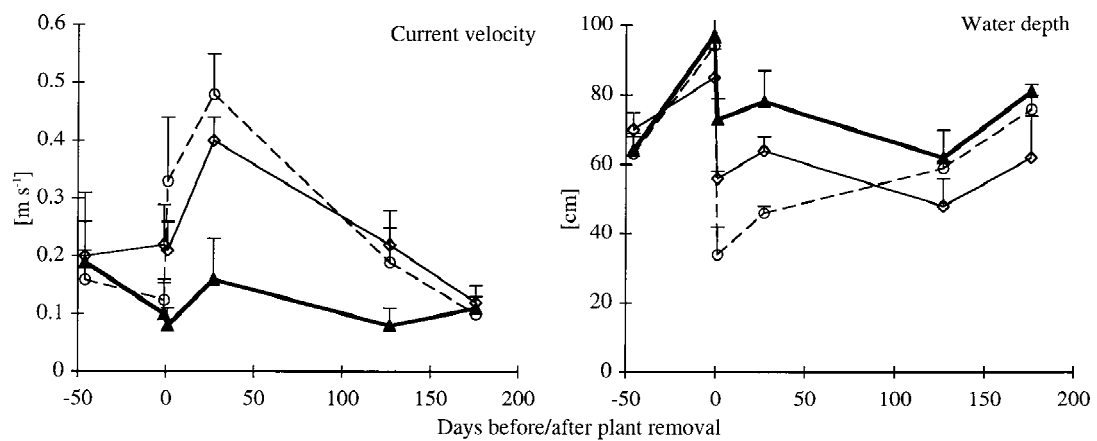 Current velocity
0.6
0.5
0.4
0.3
0.2
0.1
0
[m s-1]
-50 0 50 100 150 200
Water depth
100
80
60
40
20
0
[cm]
-50 0 50 100 150 200
Days before/after plant removal